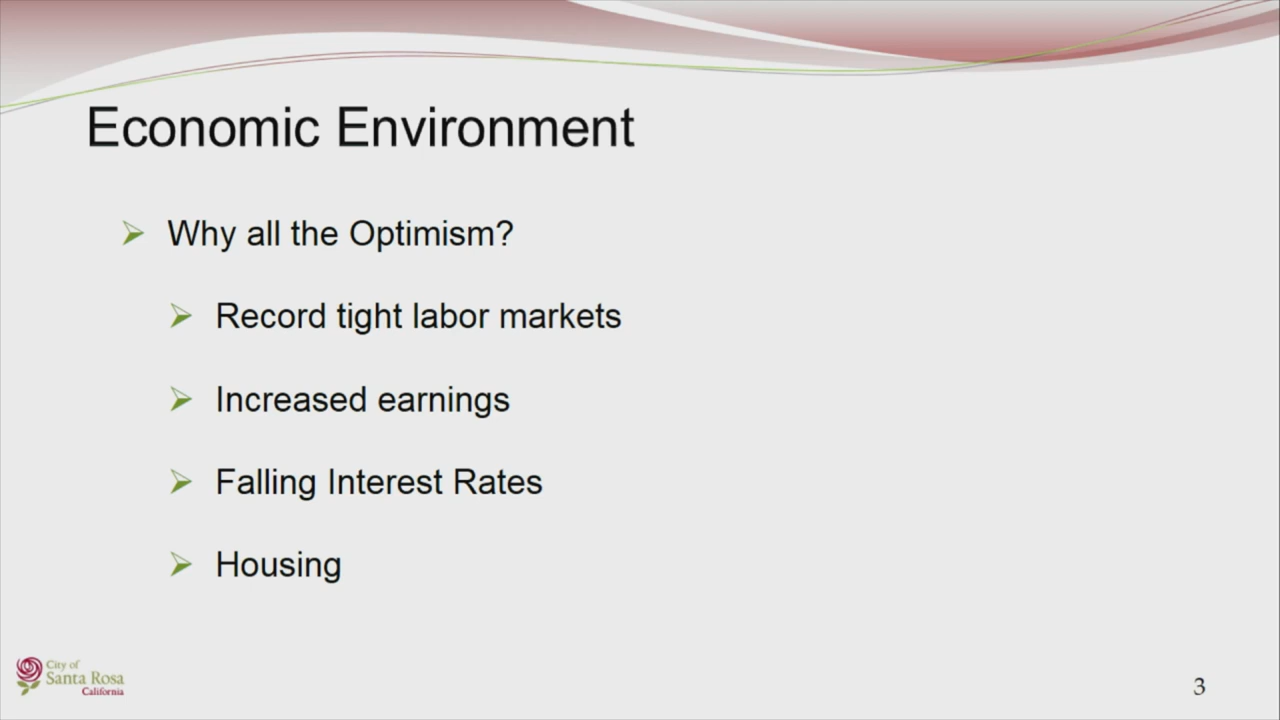 Economic Environment
Why all the Optimism?
Record tight labor markets
Increased earnings
Falling Interest Rates
Housing
City of
Santa Rosa
California
3